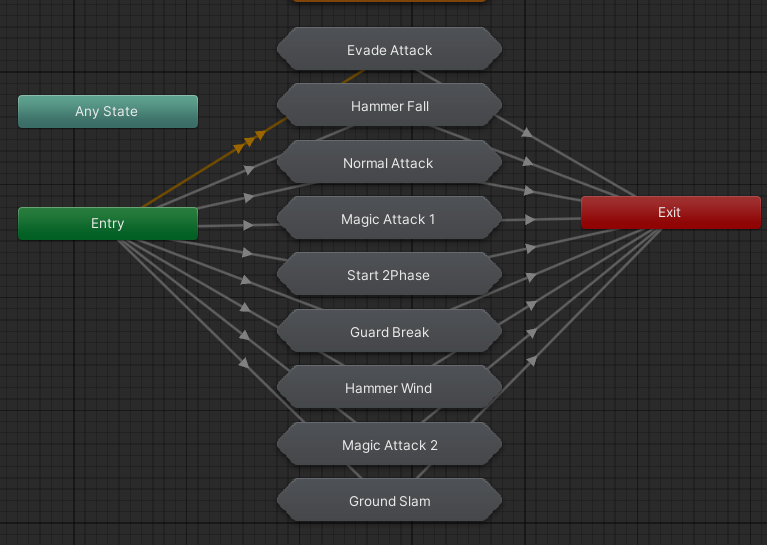 Evade Attack
Any State
Hammer Fall
Normal Attack
Entry
Magic Attack 1
Exit
Start 2Phase
Guard Break
Hammer Wind
Magic Attack 2
Ground Slam